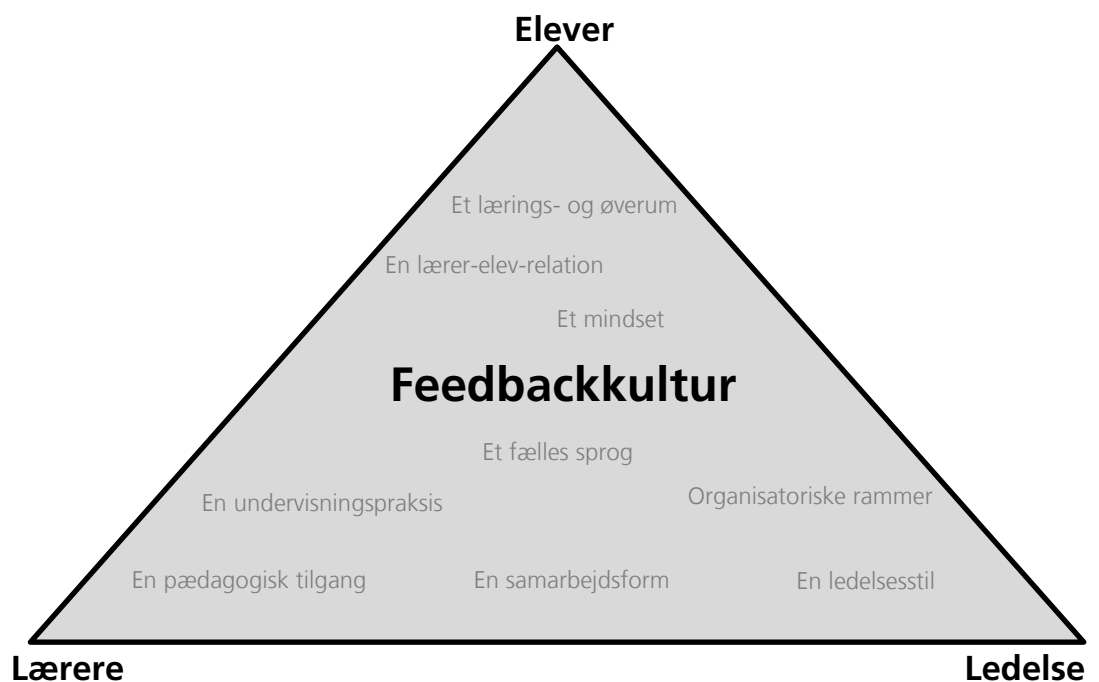 Elever
Et lærings- og øverum
En lærer-elev-relation
Et mindset
Feedbackkultur
Et fælles sprog
En undervisningspraksis
Organisatoriske rammer
En pædagogisk tilgang
En samarbejdsform
En ledelsesstil
Lærere
Ledelse